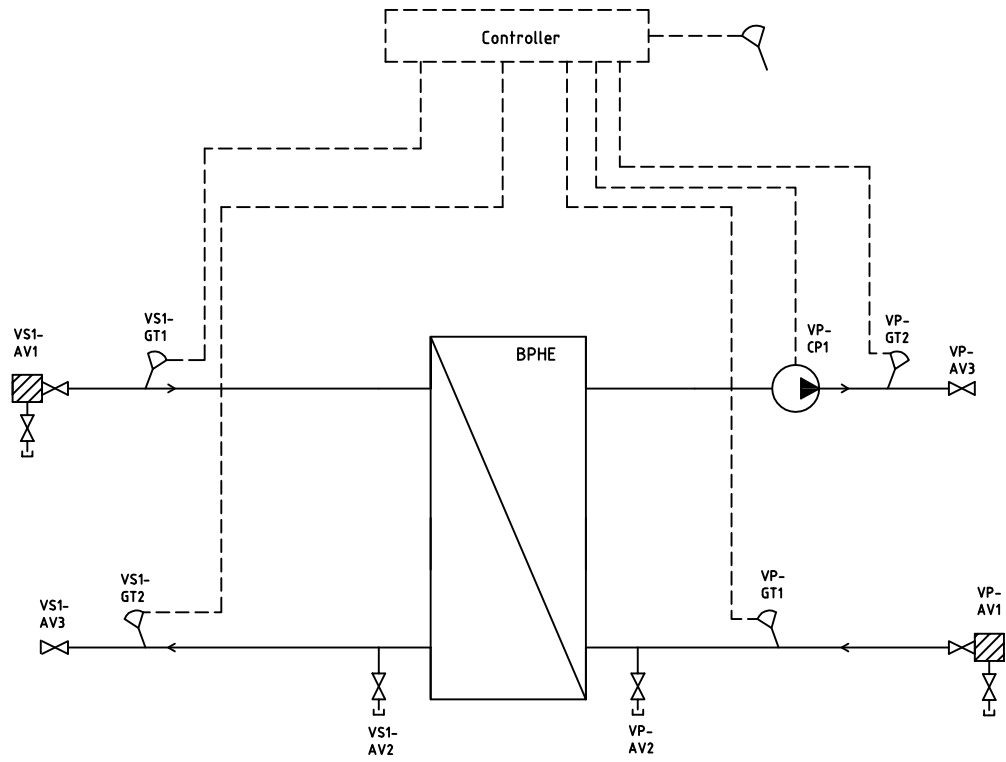 Controller
VS1-
GT1
VS1-
AV1
VP-
CP1
VP-
GT2
VP-
AV3
BPHE
VS1-
GT2
VS1-
AV3
VP-
GT1
VP-
AV1
VS1-
AV2
VP-
AV2